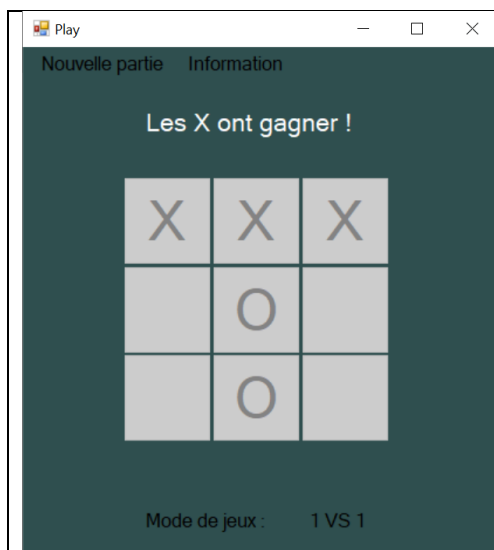 Play
Nouvelle partie Information
Les X ont gagner !
X X X
O
O
Mode de jeux : 1 VS 1